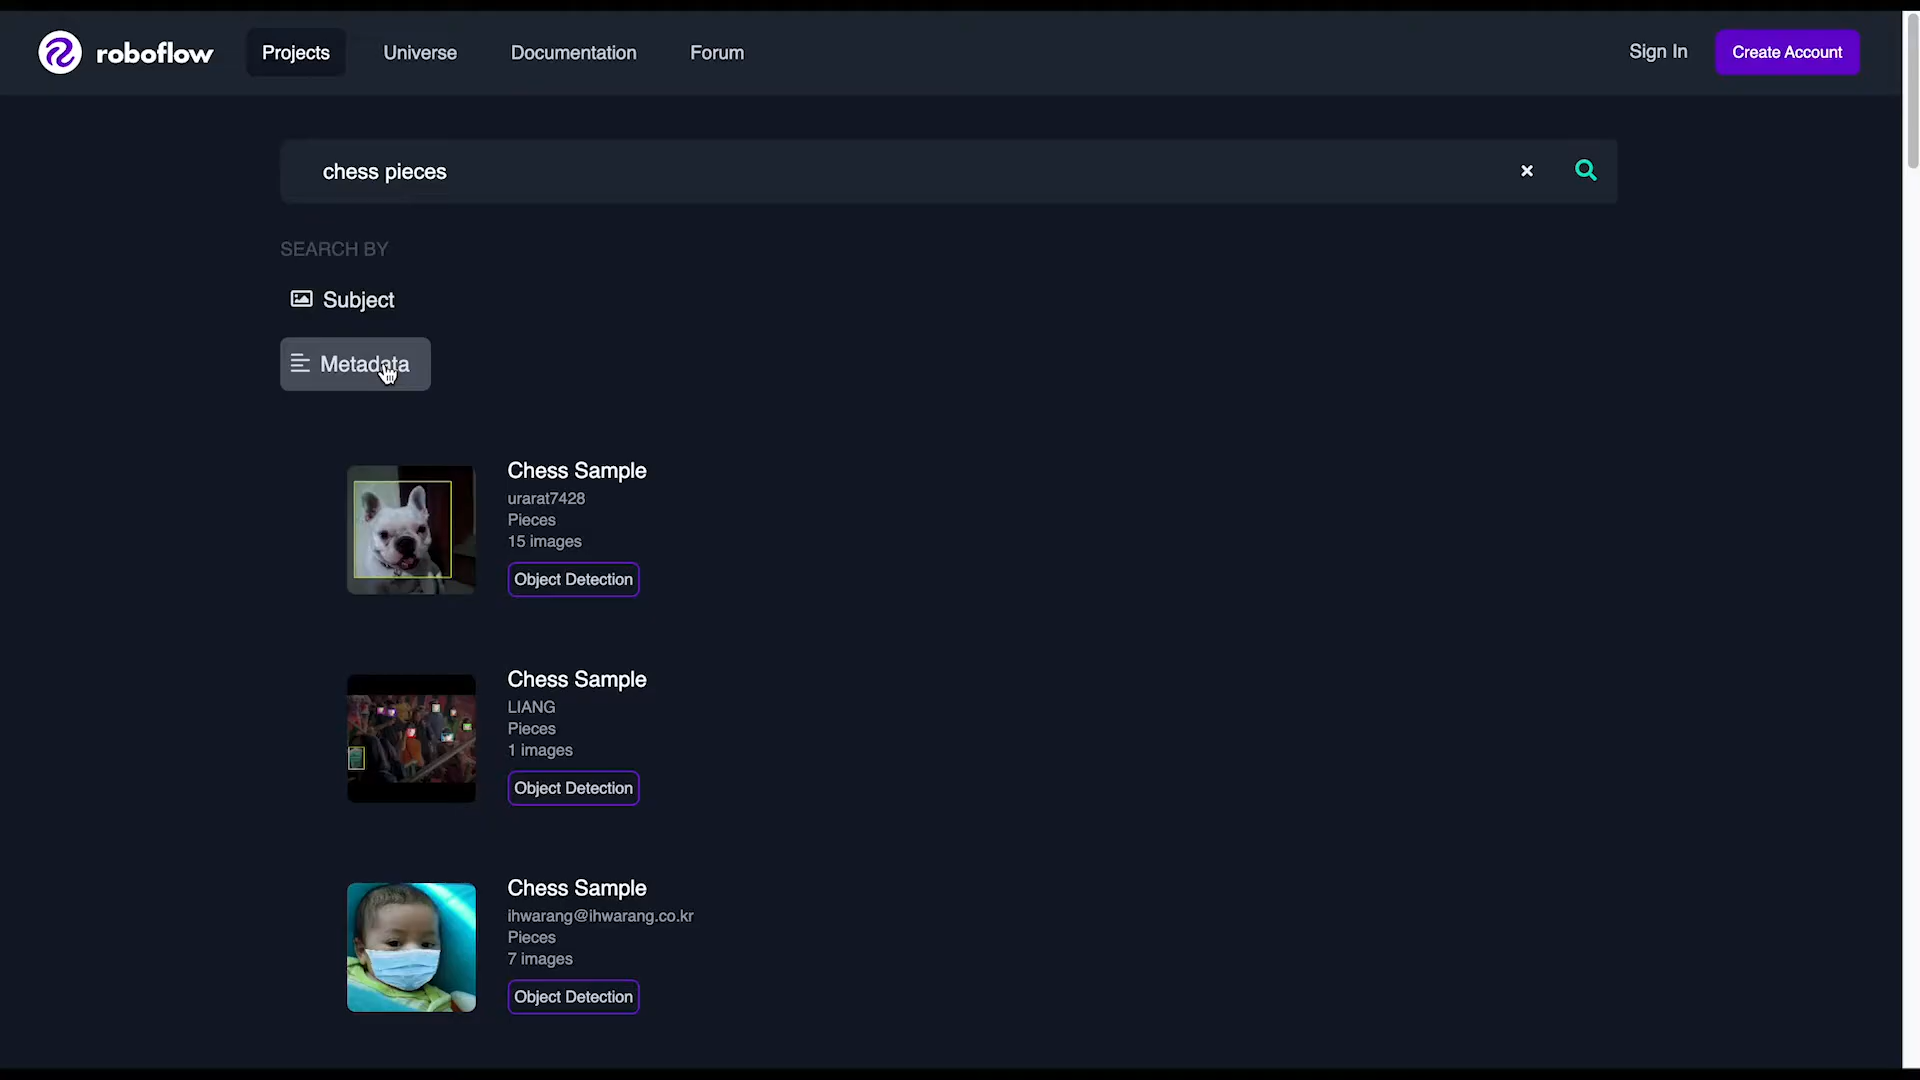 roboflow
Projects
Universe
Documentation
Forum
Sign In
Create Account
chess pieces
SEARCH BY
Subject
Metadata
Chess Sample
urarat7428
Pieces
15 images
Object Detection
Chess Sample
LIANG
Pieces
1 images
Object Detection
Chess Sample
ihwarang@ihwarang.co.kr
Pieces
7 images
Object Detection